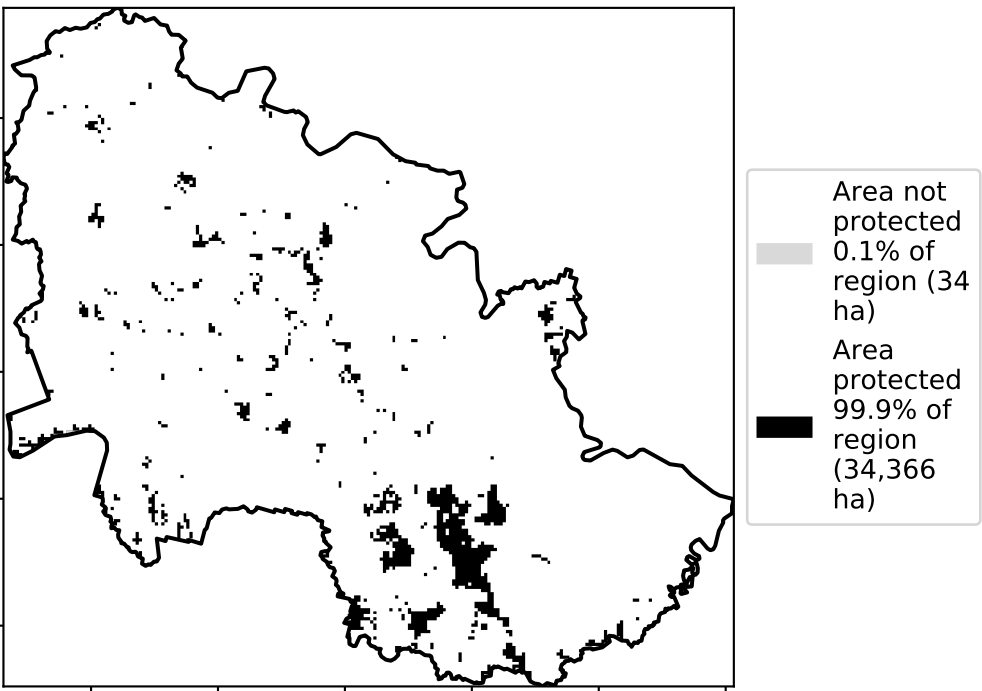 Area not
protected
0.1% of
region (34
ha)
Area
protected
99.9% of
region
(34,366
ha)